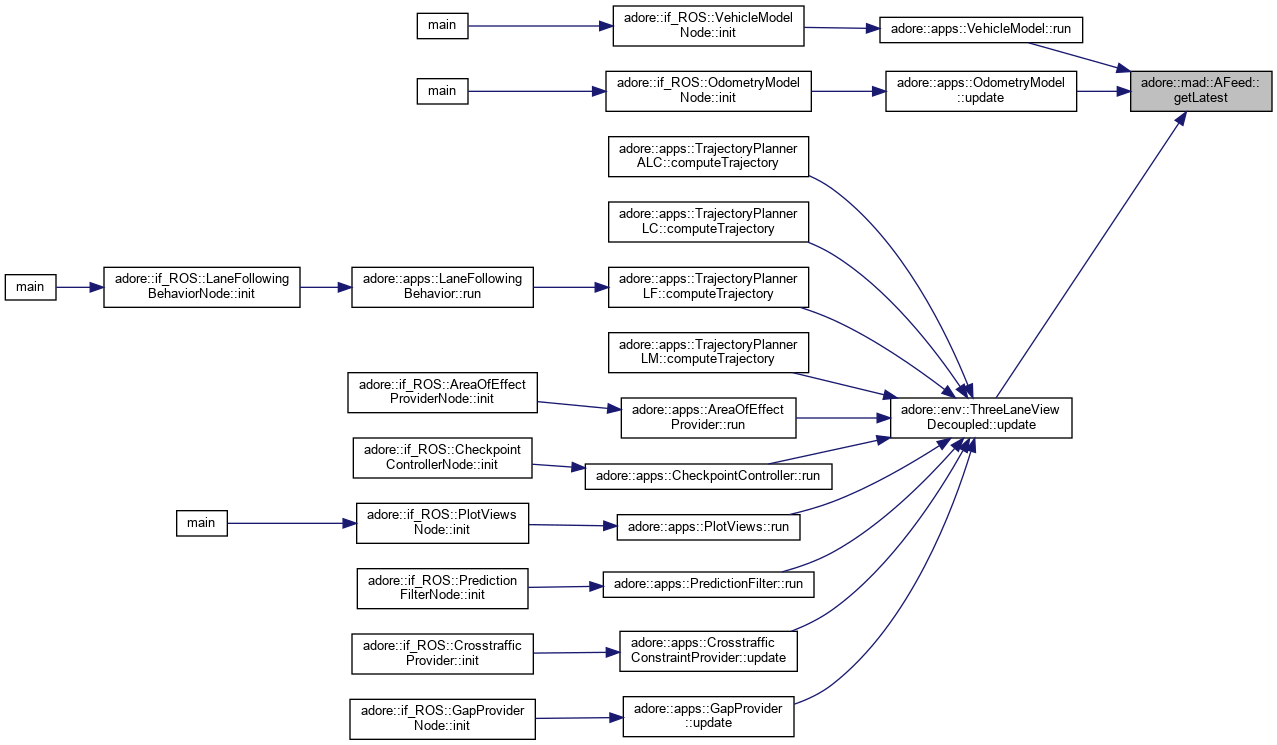 main
adore::if_ROS::VehicleModel
Node::init
adore::apps::VehicleModel::run
main
adore::if_ROS::OdometryModel
Node::init
adore::apps::OdometryModel
::update
adore::mad::AFeed::
getLatest
adore::apps::TrajectoryPlanner
ALC::computeTrajectory
adore::apps::TrajectoryPlanner
LC::computeTrajectory
main
adore::if_ROS::LaneFollowing
BehaviorNode::init
adore::apps::LaneFollowing
Behavior::run
adore::apps::TrajectoryPlanner
LF::computeTrajectory
adore::apps::TrajectoryPlanner
LM::computeTrajectory
adore::if_ROS::AreaOfEffect
ProviderNode::init
adore::apps::AreaOfEffect
Provider::run
adore::env::ThreeLaneView
Decoupled::update
adore::if_ROS::Checkpoint
ControllerNode::init
adore::apps::CheckpointController::run
main
adore::if_ROS::PlotViews
Node::init
adore::apps::PlotViews::run
adore::if_ROS::Prediction
FilterNode::init
adore::apps::PredictionFilter::run
adore::if_ROS::Crosstraffic
Provider::init
adore::apps::Crosstraffic
ConstraintProvider::update
adore::if_ROS::GapProvider
Node::init
adore::apps::GapProvider
::update